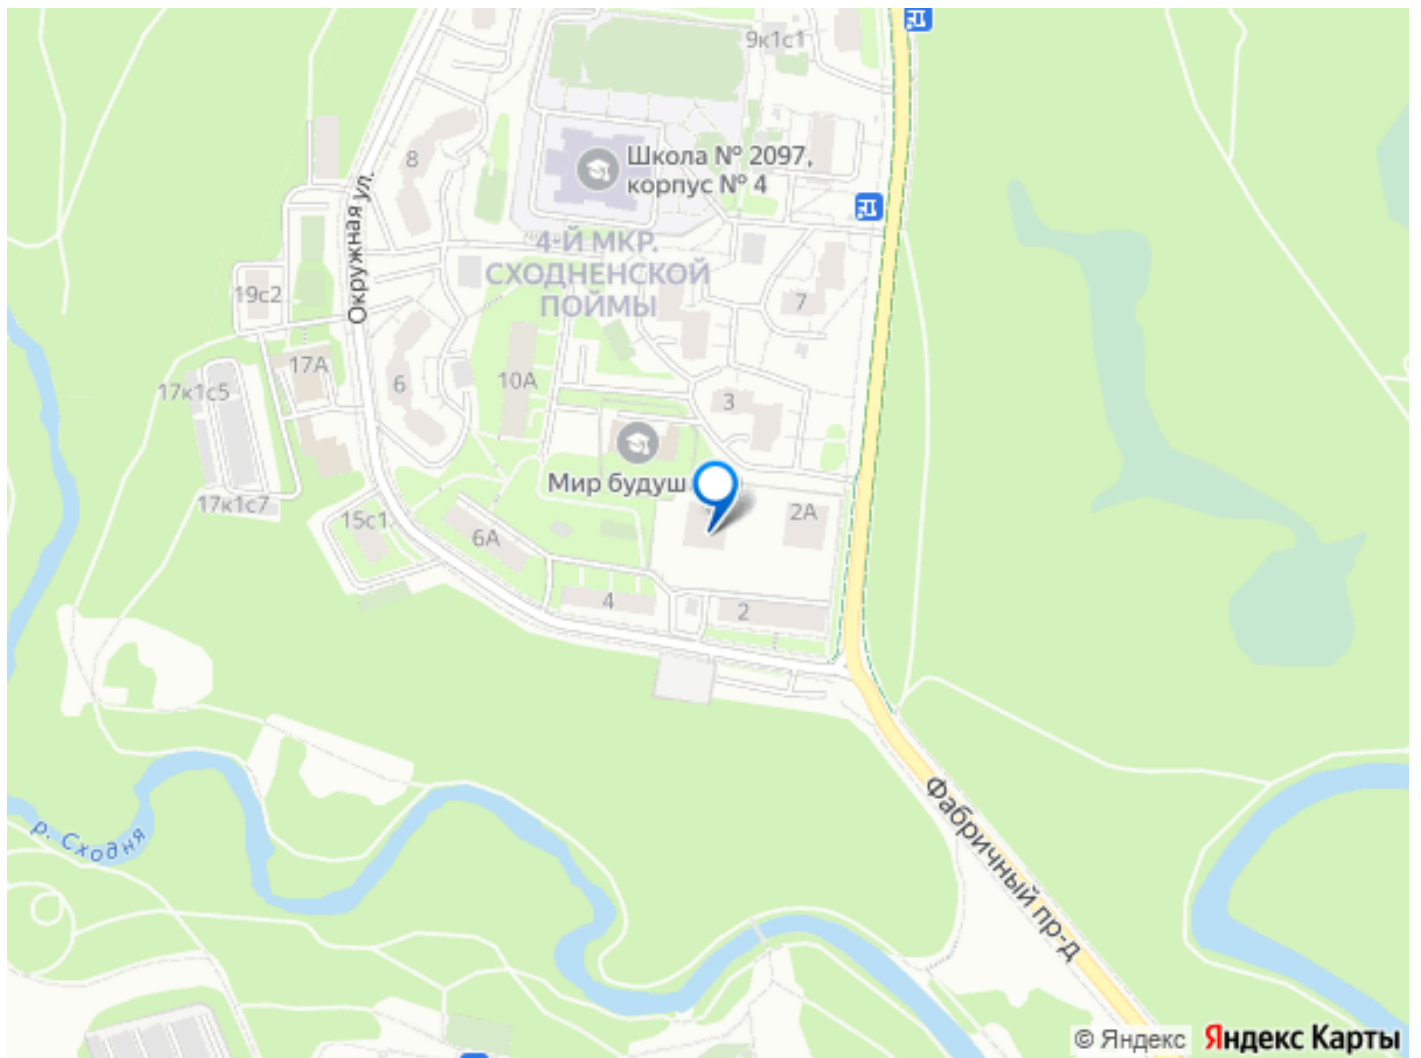 9к1с1
8
Школа № 2097,
корпус № 4
Окружная ул.
4-Й МКР.
СХОДНЕНСКОЙ
ПОЙМЫ
19с2
7
17А
17к1с5
6
10А
3
Мир будуш
17к1с7
15с1
6А
2А
4
2
Фабричный пр-д
р. Сходня
© Яндекс Яндекс Карты